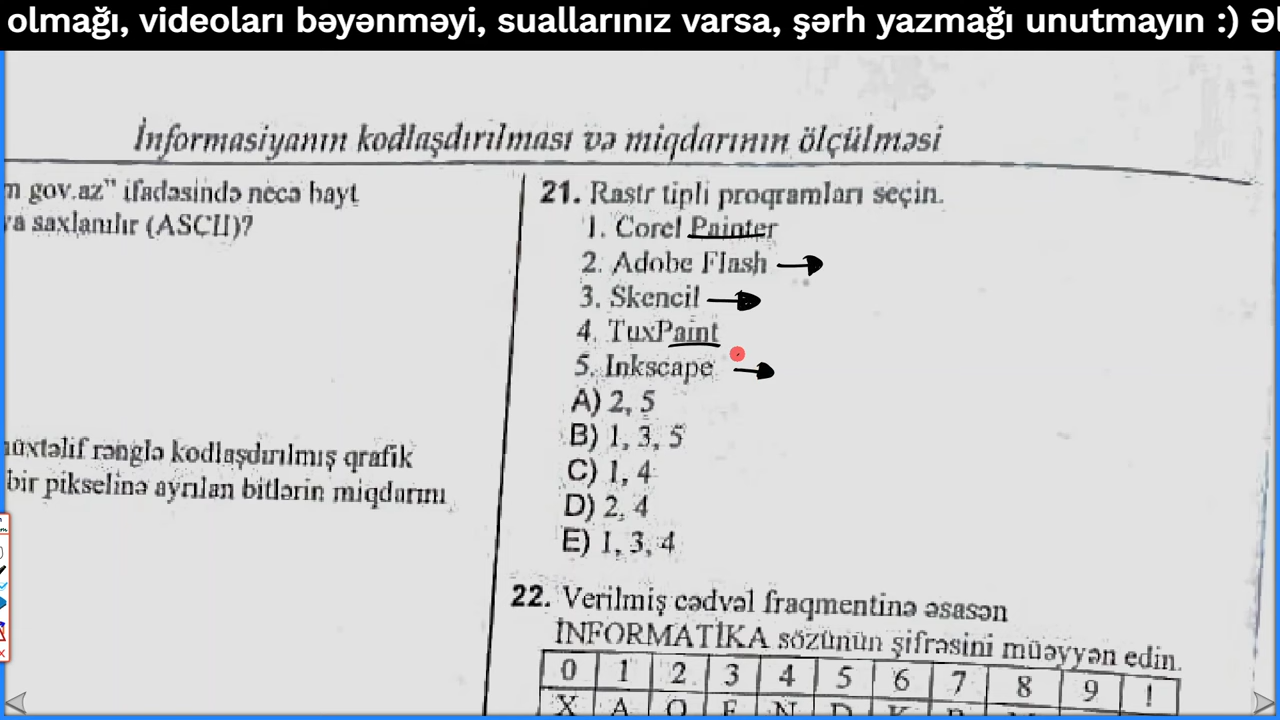 olmağı, videoları bəyənməyi, suallarınız varsa, şərh yazmağı unutmayın :)
İnformasiyanın kodlaşdırılması və miqdarının ölçülməsi
gov.az" ifadəsində neçə bayt
saxlanılır (ASCII)?
rənglə kodlaşdırılmış qrafik
bir pikselinə ayrılan bitlərin miqdarını
21. Rastr tipli proqramları seçin.
1. Corel Painter
2. Adobe Flash
3. Skencil
4. TuxPaint
5. Inkscape
A) 2, 5
B) 1, 3, 5
C) 1, 4
D) 2, 4
E) 1, 3, 4
22. Verilmiş cədvəl fraqmentinə əsasən
İNFORMATİKA sözünün şifrəsini müəyyən edin.
0 1 2 3 4 5 6 7 8 9 !